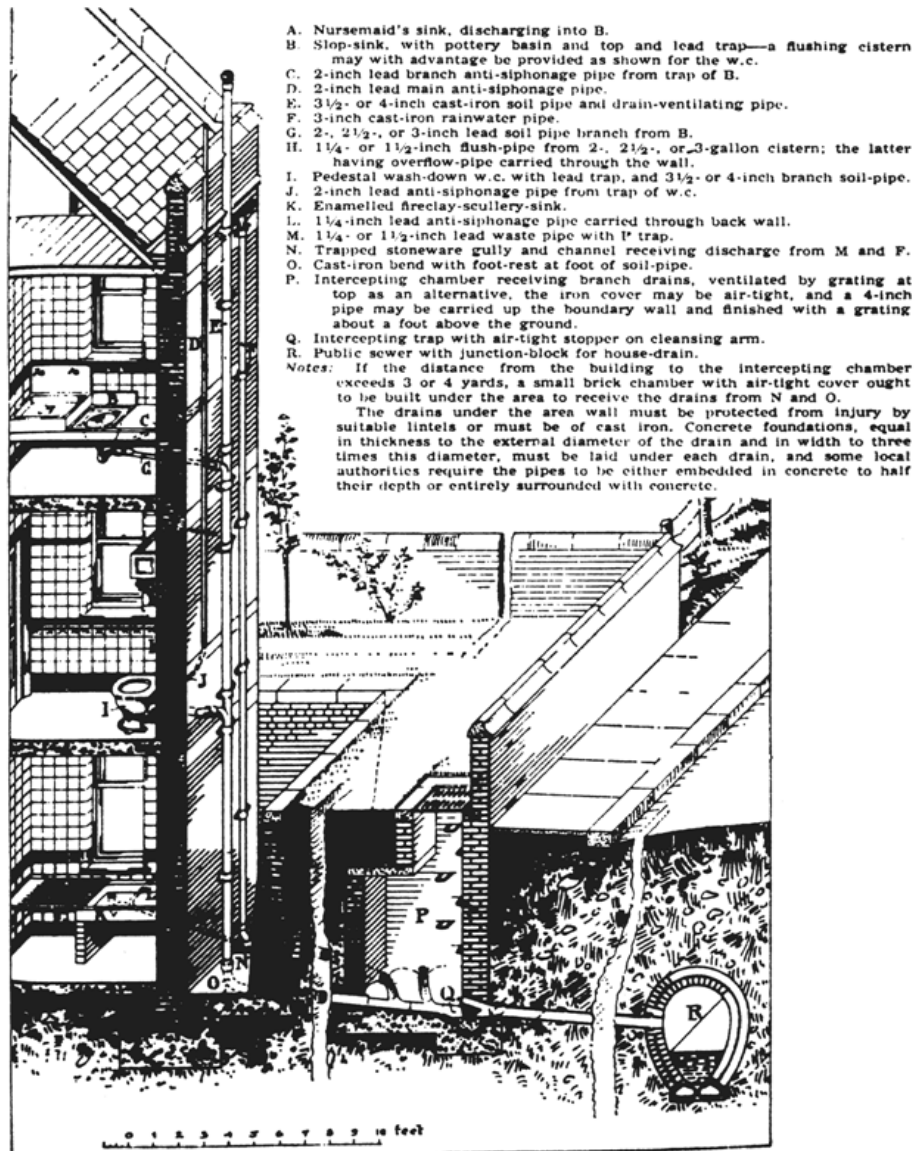 A. Nursemaid's sink, discharging into B.
B. Slop-sink, with pottery basin and top and lead trap—a flushing cistern
may with advantage be provided as shown for the w.c.
C. 2-inch lead branch anti-siphonage pipe from trap of B.
D. 2-inch lead main anti-siphonage pipe.
E. 3½- or 4-inch cast-iron soil pipe and drain-ventilating pipe.
F. 3-inch cast-iron rainwater pipe.
G. 2-, 2½-, or 3-inch lead soil pipe branch from B.
H. 1¼- or 1½-inch flush-pipe from 2-, 2½-, or 3-gallon cistern; the latter
having overflow-pipe carried through the wall.
I. Pedestal wash-down w.c. with lead trap, and 3½- or 4-inch branch soil-pipe.
J. 2-inch lead anti-siphonage pipe from trap of w.c.
K. Enamelled fireclay-scullery-sink.
L. 1¼-inch lead anti-siphonage pipe carried through back wall.
M. 1¼- or 1½-inch lead waste pipe with P trap.
N. Trapped stoneware gully and channel receiving discharge from M and F.
O. Cast-iron bend with foot-rest at foot of soil-pipe.
P. Intercepting chamber receiving branch drains, ventilated by grating at
top as an alternative, the iron cover may be air-tight, and a 4-inch
pipe may be carried up the boundary wall and finished with a grating
about a foot above the ground.
Q. Intercepting trap with air-tight stopper on cleansing arm.
R. Public sewer with junction-block for house-drain.
Notes: If the distance from the building to the intercepting chamber
exceeds 3 or 4 yards, a small brick chamber with air-tight cover ought
to be built under the area to receive the drains from N and O.
The drains under the area wall must be protected from injury by
suitable lintels or must be of cast iron. Concrete foundations, equal
in thickness to the external diameter of the drain and in width to three
times this diameter, must be laid under each drain, and some local
authorities require the pipes to be either embedded in concrete to half
their depth or entirely surrounded with concrete.
E
D
B
C
G
J
I
P
N
O
Q
R
0 1 2 3 4 5 6 7 8 9 10 feet